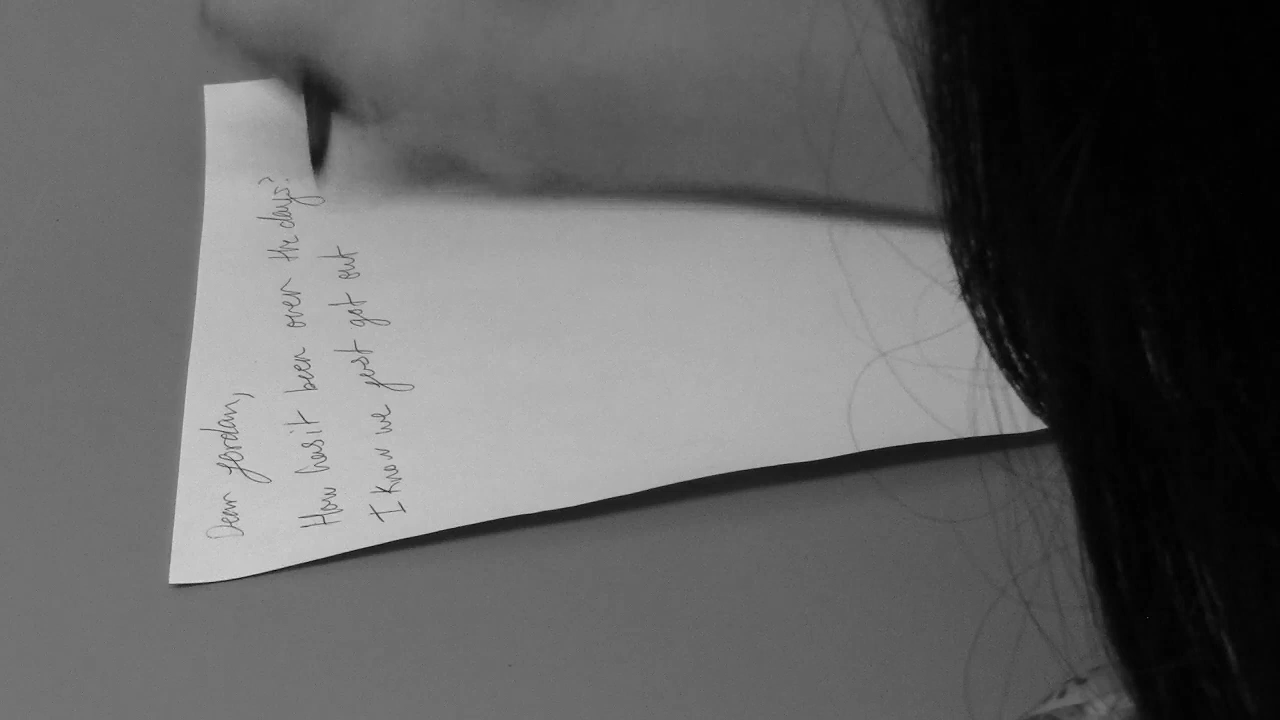 Dear Jordan,
How has it been over the days?
I know we just got out